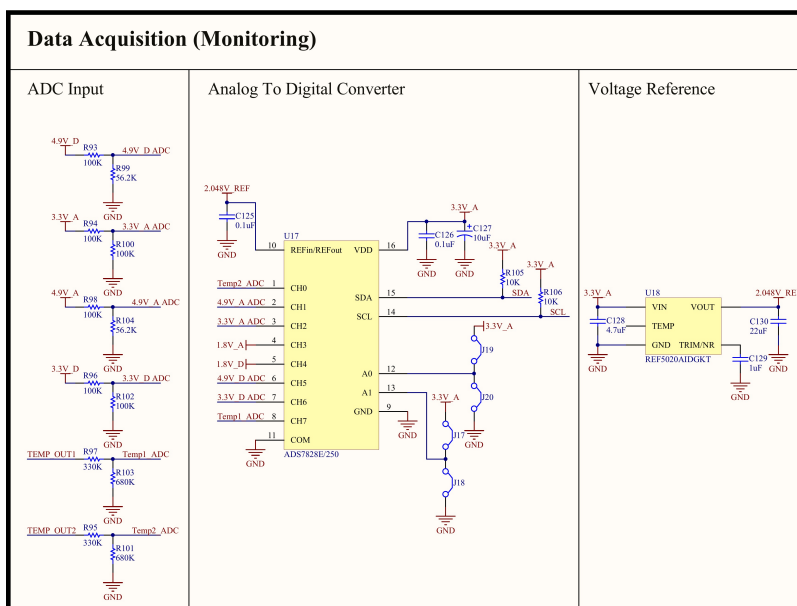 Data Acquisition (Monitoring)
ADC Input
4.9V_D
R93
100K
4.9V_D ADC
R99
56.2K
GND
3.3V_A
R94
100K
3.3V_A ADC
R100
100K
GND
4.9V_A
R98
100K
4.9V_A ADC
R104
56.2K
GND
3.3V_D
R96
100K
3.3V_D ADC
R102
100K
GND
TEMP_OUT1
R97
330K
Temp1_ADC
R103
680K
GND
TEMP_OUT2
R95
330K
Temp2_ADC
R101
680K
GND
Analog To Digital Converter
2.048V_REF
C125
0.1uF
GND
U17
10 REFin/REFout VDD 16
Temp2_ADC 1 CH0
4.9V_A ADC 2 CH1
3.3V_A ADC 3 CH2
1.8V_A 4 CH3
1.8V_D 5 CH4
4.9V_D ADC 6 CH5
3.3V_D ADC 7 CH6
Temp1_ADC 8 CH7
11 COM
GND
SDA 15
SCL 14
A0 12
A1 13
GND 9
GND
ADS7828E/250
3.3V_A
C126
0.1uF
GND
C127
10uF
GND
3.3V_A
R105
10K
SDA
3.3V_A
R106
10K
SCL
3.3V_A
J19
J20
GND
3.3V_A
J17
J18
GND
Voltage Reference
3.3V_A
C128
4.7uF
GND
U18
VIN VOUT
TEMP
GND TRIM/NR
REF5020AIDGKT
2.048V_REF
C130
22uF
GND
C129
1uF
GND